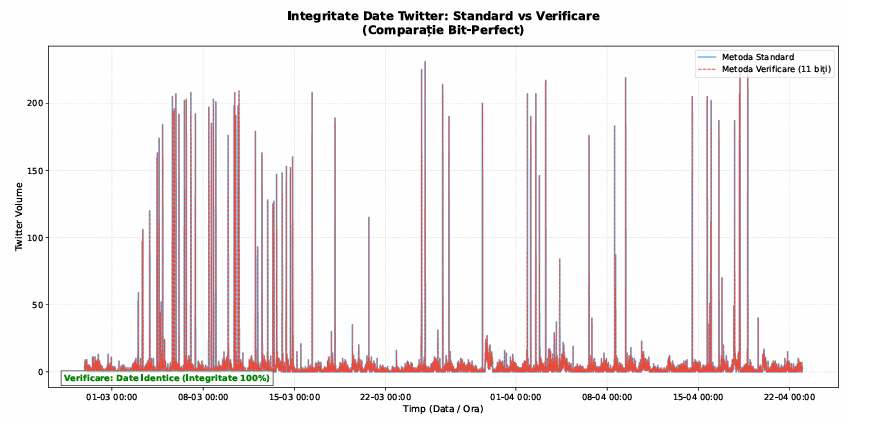 Integritate Date Twitter: Standard vs Verificare
(Comparație Bit-Perfect)
Metoda Standard
Metoda Verificare (11 biți)
Twitter Volume
200
150
100
50
0
Verificare: Date Identice (Integritate 100%)
01-03 00:00
08-03 00:00
15-03 00:00
22-03 00:00
01-04 00:00
08-04 00:00
15-04 00:00
22-04 00:00
Timp (Data / Ora)